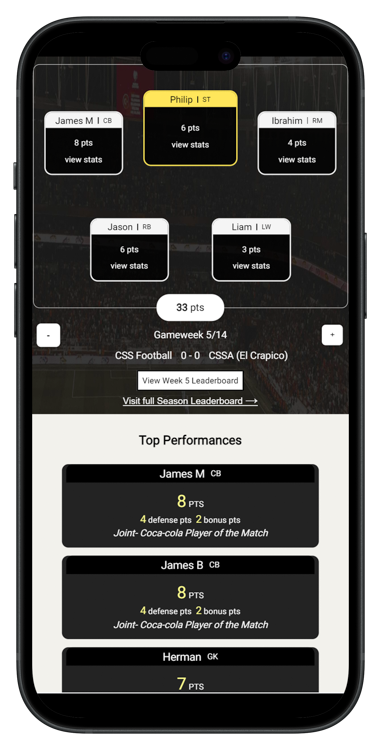 Philip | ST
6 pts
view stats
James M | CB
8 pts
view stats
Ibrahim | RM
4 pts
view stats
Jason | RB
6 pts
view stats
Liam | LW
3 pts
view stats
33 pts
-
Gameweek 5/14
+
CSS Football 0 - 0 CSSA (El Crapico)
View Week 5 Leaderboard
Visit full Season Leaderboard ⟶
Top Performances
James M CB
8 PTS
4 defense pts 2 bonus pts
Joint- Coca-cola Player of the Match
James B CB
8 PTS
4 defense pts 2 bonus pts
Joint- Coca-cola Player of the Match
Herman GK
7 PTS